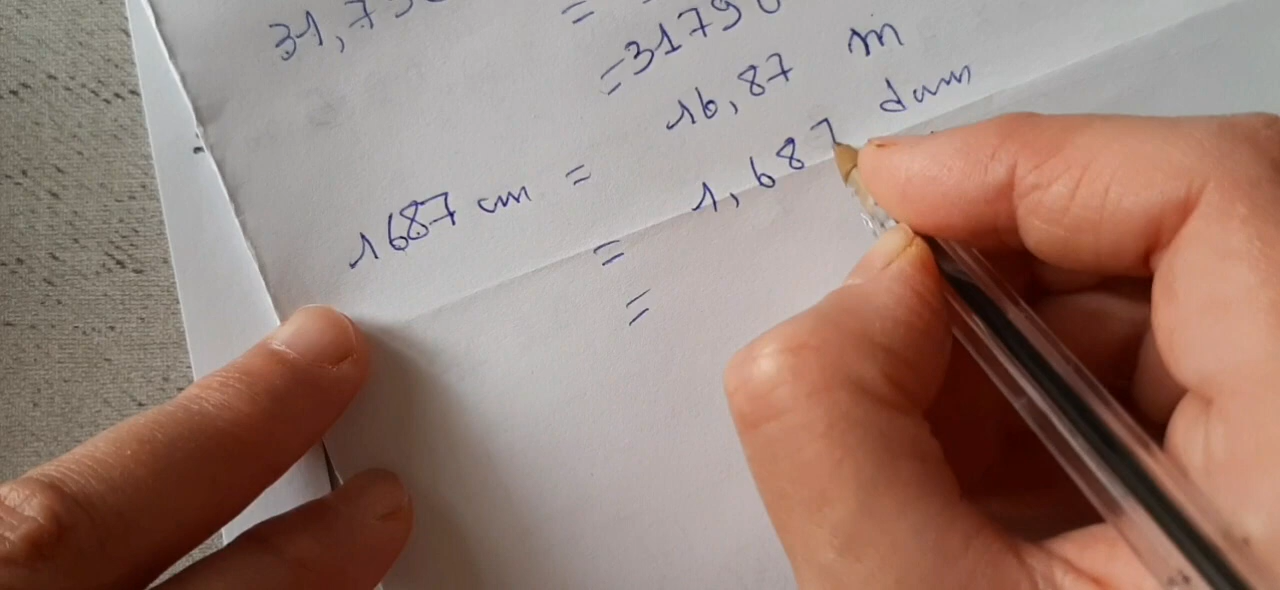 =
=3179
16,87 m
1687 cm =
1,687 dam
=
=